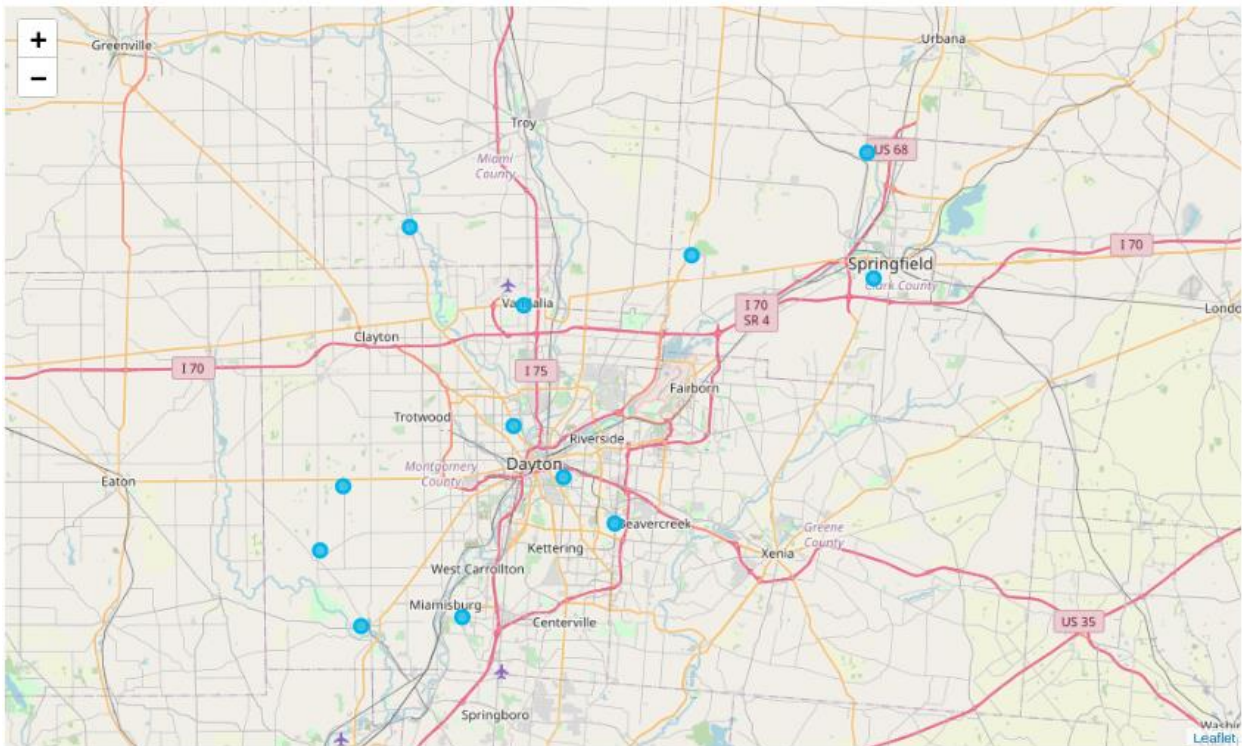 +
−
Greenville
Urbana
Troy
Miami
County
US 68
I 70
Springfield
Clark County
Vandalia
I 70
SR 4
London
Clayton
I 70
I 75
Fairborn
Trotwood
Riverside
Dayton
Montgomery
County
Eaton
Beavercreek
Greene
County
Kettering
Xenia
West Carrollton
Miamisburg
Centerville
US 35
Springboro
Leaflet